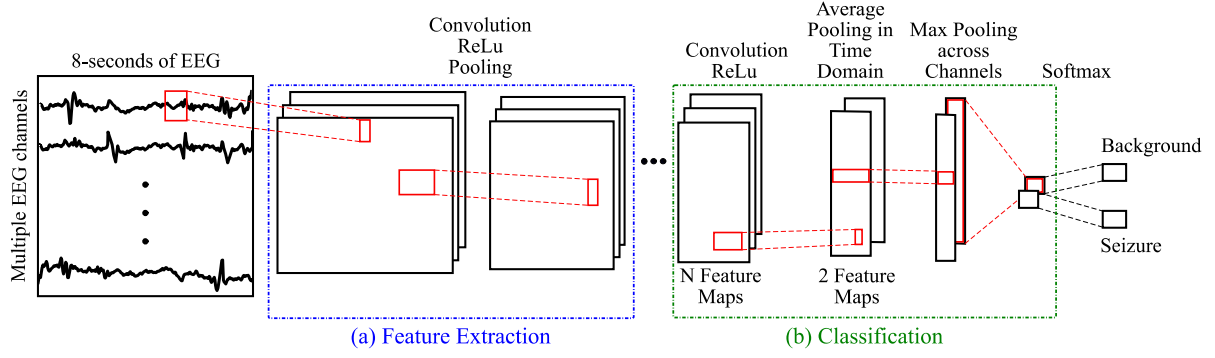 8-seconds of EEG
Multiple EEG channels
Convolution
ReLu
Pooling
(a) Feature Extraction
Convolution
ReLu
N Feature
Maps
Average
Pooling in
Time
Domain
2 Feature
Maps
Max Pooling
across
Channels
Softmax
Background
Seizure
(b) Classification